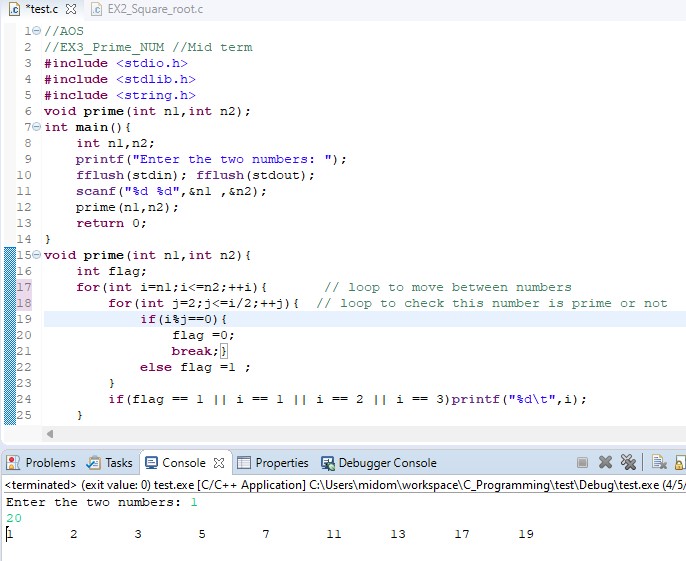 *test.c EX2_Square_root.c
1 //AOS
2 //EX3_Prime_NUM //Mid term
3 #include <stdio.h>
4 #include <stdlib.h>
5 #include <string.h>
6 void prime(int n1,int n2);
7 int main(){
8 int n1,n2;
9 printf("Enter the two numbers: ");
10 fflush(stdin); fflush(stdout);
11 scanf("%d %d",&n1 ,&n2);
12 prime(n1,n2);
13 return 0;
14 }
15 void prime(int n1,int n2){
16 int flag;
17 for(int i=n1;i<=n2;++i){ // loop to move between numbers
18 for(int j=2;j<=i/2;++j){ // loop to check this number is prime or not
19 if(i%j==0){
20 flag =0;
21 break;}
22 else flag =1 ;
23 }
24 if(flag == 1 || i == 1 || i == 2 || i == 3)printf("%d\t",i);
25 }
Problems Tasks Console Properties Debugger Console
<terminated> (exit value: 0) test.exe [C/C++ Application] C:\Users\midom\workspace\C_Programming\test\Debug\test.exe (4/5/
Enter the two numbers: 1
20
1 2 3 5 7 11 13 17 19